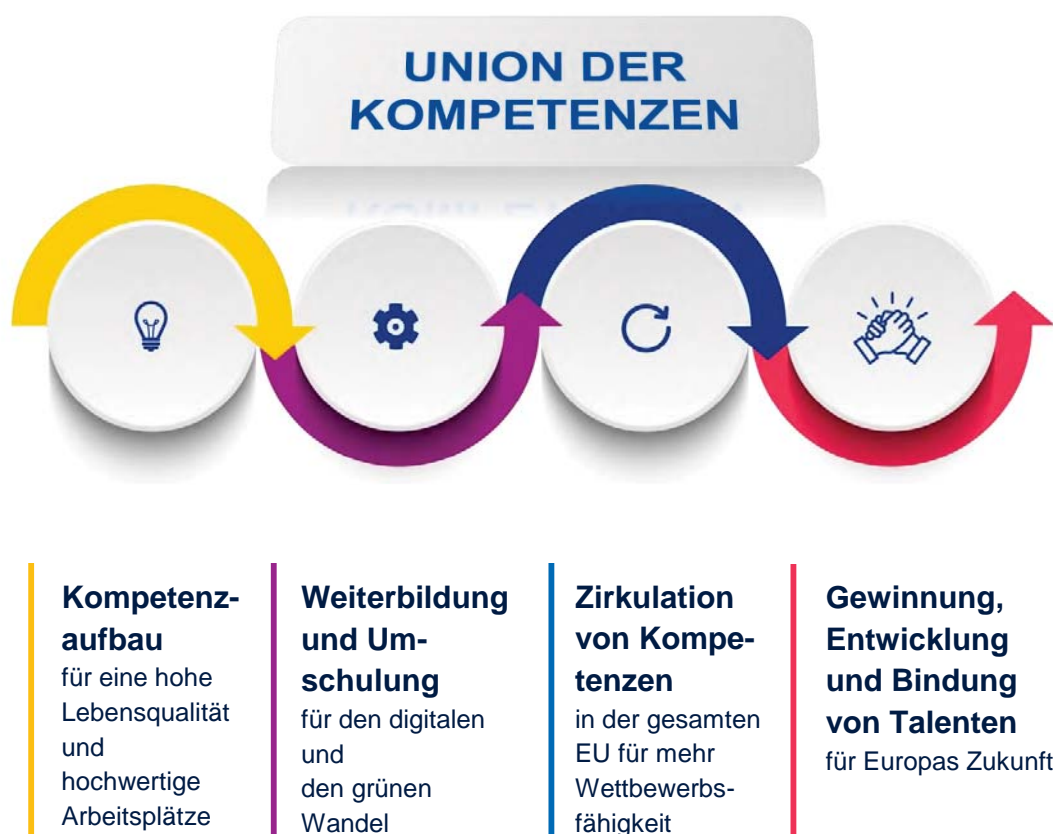 UNION DER
KOMPETENZEN
Kompetenz-
aufbau
für eine hohe
Lebensqualität
und
hochwertige
Arbeitsplätze
Weiterbildung
und Um-
schulung
für den digitalen
und
den grünen
Wandel
Zirkulation
von Kompe-
tenzen
in der gesamten
EU für mehr
Wettbewerbs-
fähigkeit
Gewinnung,
Entwicklung
und Bindung
von Talenten
für Europas Zukunft